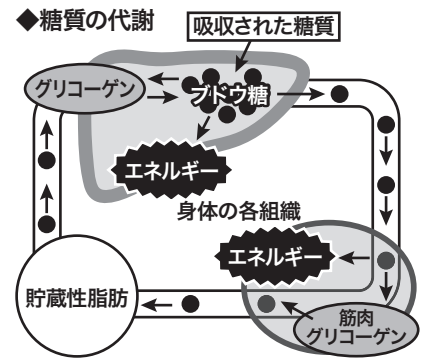 ◆糖質の代謝
吸収された糖質
グリコーゲン
ブドウ糖
エネルギー
身体の各組織
エネルギー
貯蔵性脂肪
筋肉
グリコーゲン